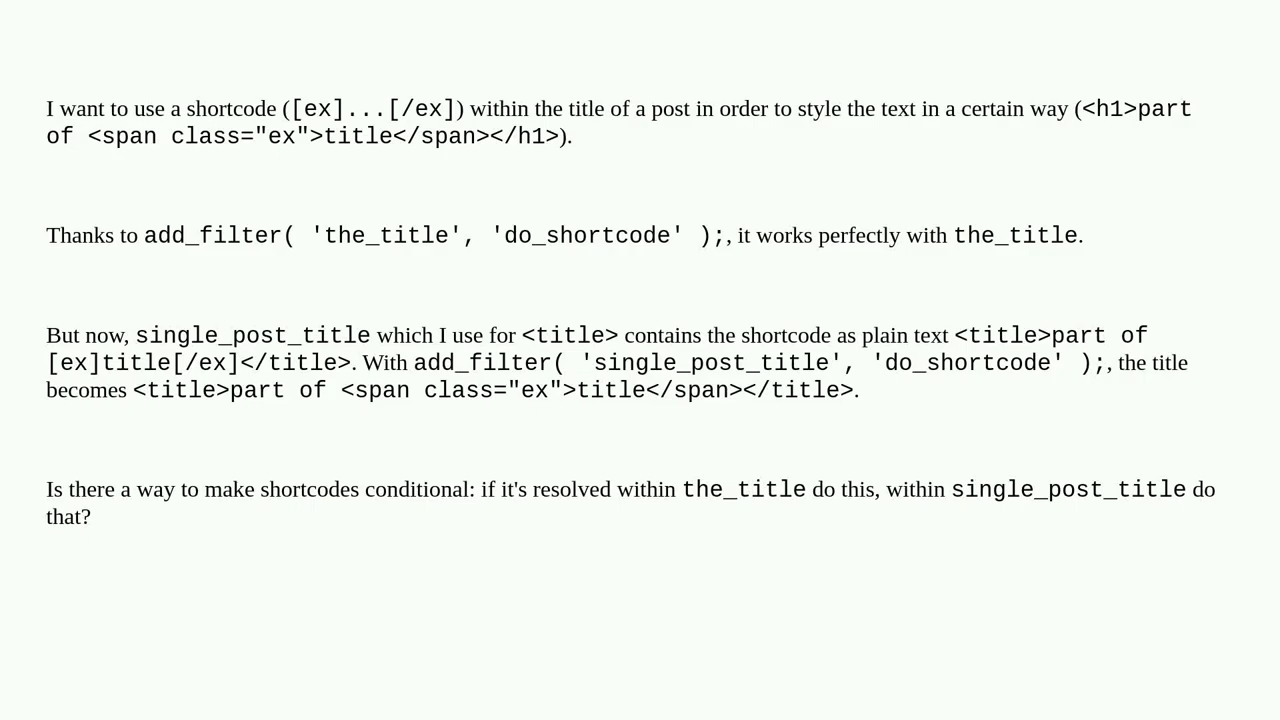 I want to use a shortcode ([ex]...[/ex]) within the title of a post in order to style the text in a certain way (<h1>part
of <span class="ex">title</span></h1>).
Thanks to add_filter( 'the_title', 'do_shortcode' );, it works perfectly with the_title.
But now, single_post_title which I use for <title> contains the shortcode as plain text <title>part of
[ex]title[/ex]</title>. With add_filter( 'single_post_title', 'do_shortcode' );, the title
becomes <title>part of <span class="ex">title</span></title>.
Is there a way to make shortcodes conditional: if it's resolved within the_title do this, within single_post_title do
that?